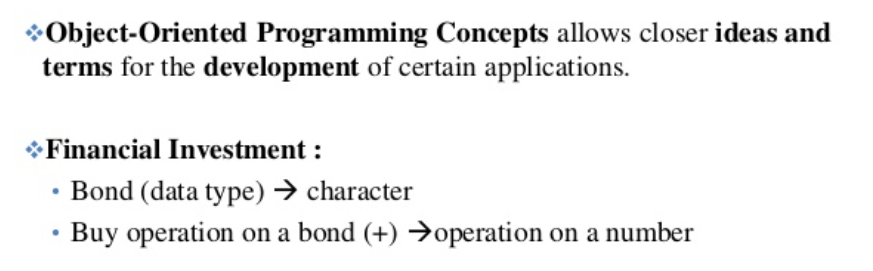 ❖Object-Oriented Programming Concepts allows closer ideas and
terms for the development of certain applications.
❖Financial Investment :
• Bond (data type) → character
• Buy operation on a bond (+) →operation on a number